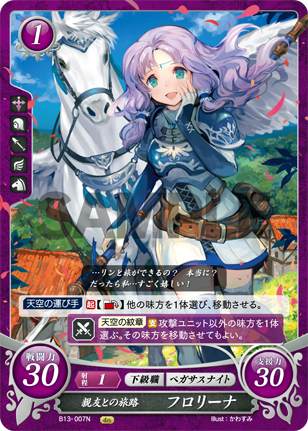 1
SAMPLE
…リンと旅ができるの? 本当に?
だったら私…すごく嬉しい!
天空の運び手 起【】他の味方を1体選び、移動させる。
天空の紋章 支 攻撃ユニット以外の味方を1体
選ぶ。その味方を移動させてもよい。
戦闘力
30
射程 1 下級職 ペガサスナイト
支援力
30
親友との旅路 フロリーナ
B13-007N Illust:かわすみ